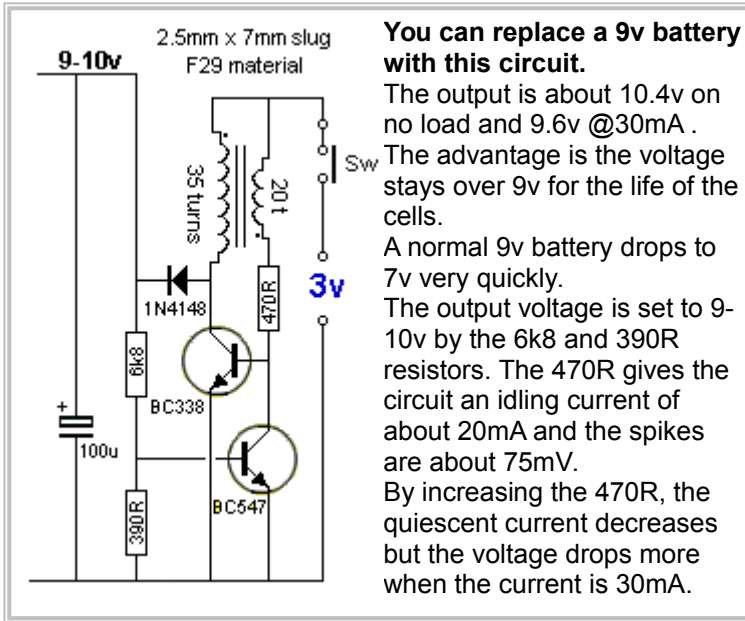 2.5mm x 7mm slug
F29 material
9-10v
35 turns
20t
Sw
3v
470R
1N4148
6k8
BC338
+
100u
BC547
390R
You can replace a 9v battery
with this circuit.
The output is about 10.4v on
no load and 9.6v @30mA .
The advantage is the voltage
stays over 9v for the life of the
cells.
A normal 9v battery drops to
7v very quickly.
The output voltage is set to 9-
10v by the 6k8 and 390R
resistors. The 470R gives the
circuit an idling current of
about 20mA and the spikes
are about 75mV.
By increasing the 470R, the
quiescent current decreases
but the voltage drops more
when the current is 30mA.